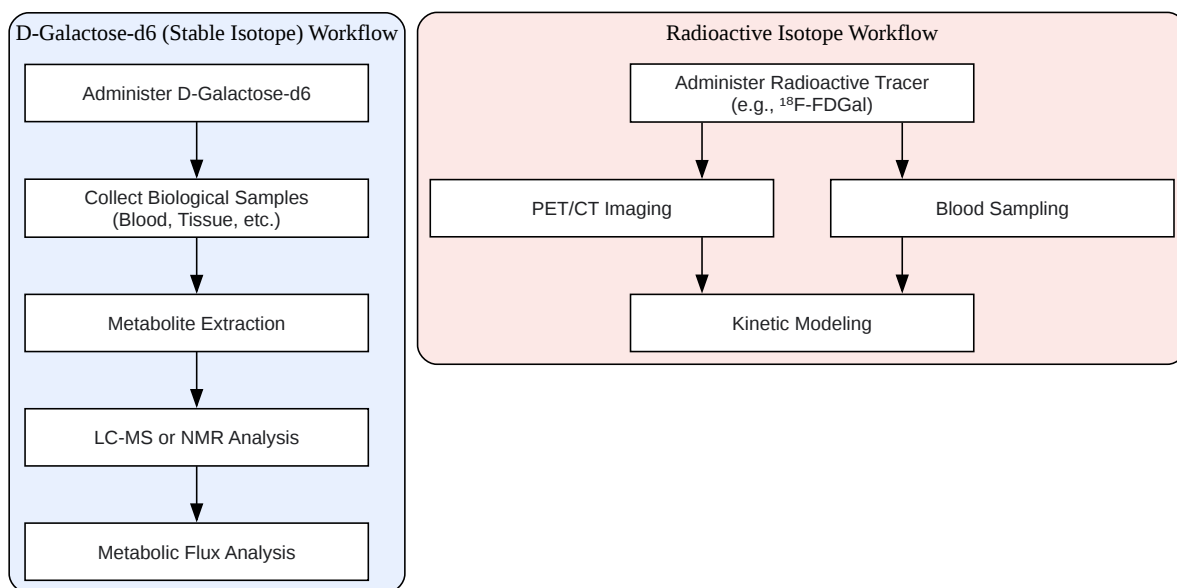 D-Galactose-d6 (Stable Isotope) Workflow
Administer D-Galactose-d6
Collect Biological Samples
(Blood, Tissue, etc.)
Metabolite Extraction
LC-MS or NMR Analysis
Metabolic Flux Analysis
Radioactive Isotope Workflow
Administer Radioactive Tracer
(e.g., ¹⁸F-FDGal)
PET/CT Imaging
Blood Sampling
Kinetic Modeling